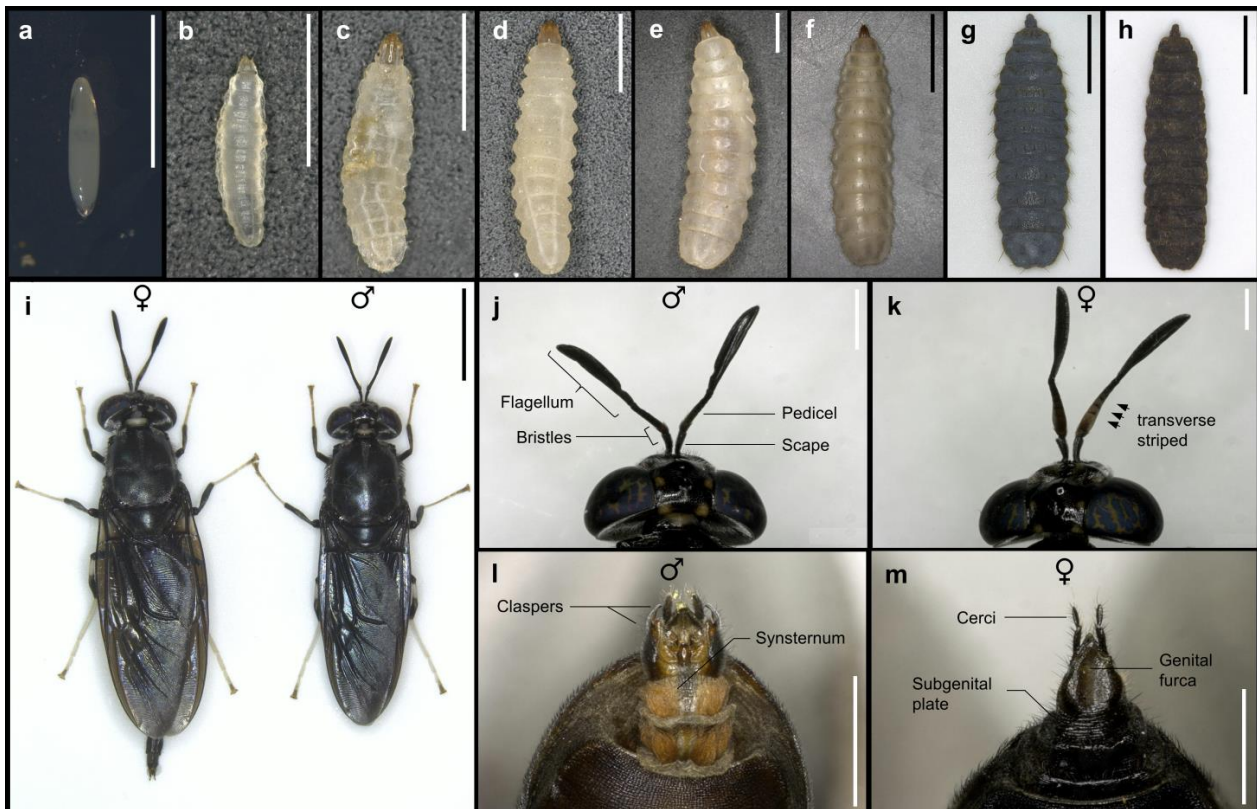 a
b
c
d
e
f
g
h
i
♀
♂
j
♂
Flagellum
Bristles
Pedicel
Scape
k
♀
transverse
striped
l
♂
Claspers
Synsternum
m
♀
Cerci
Subgenital
plate
Genital
furca